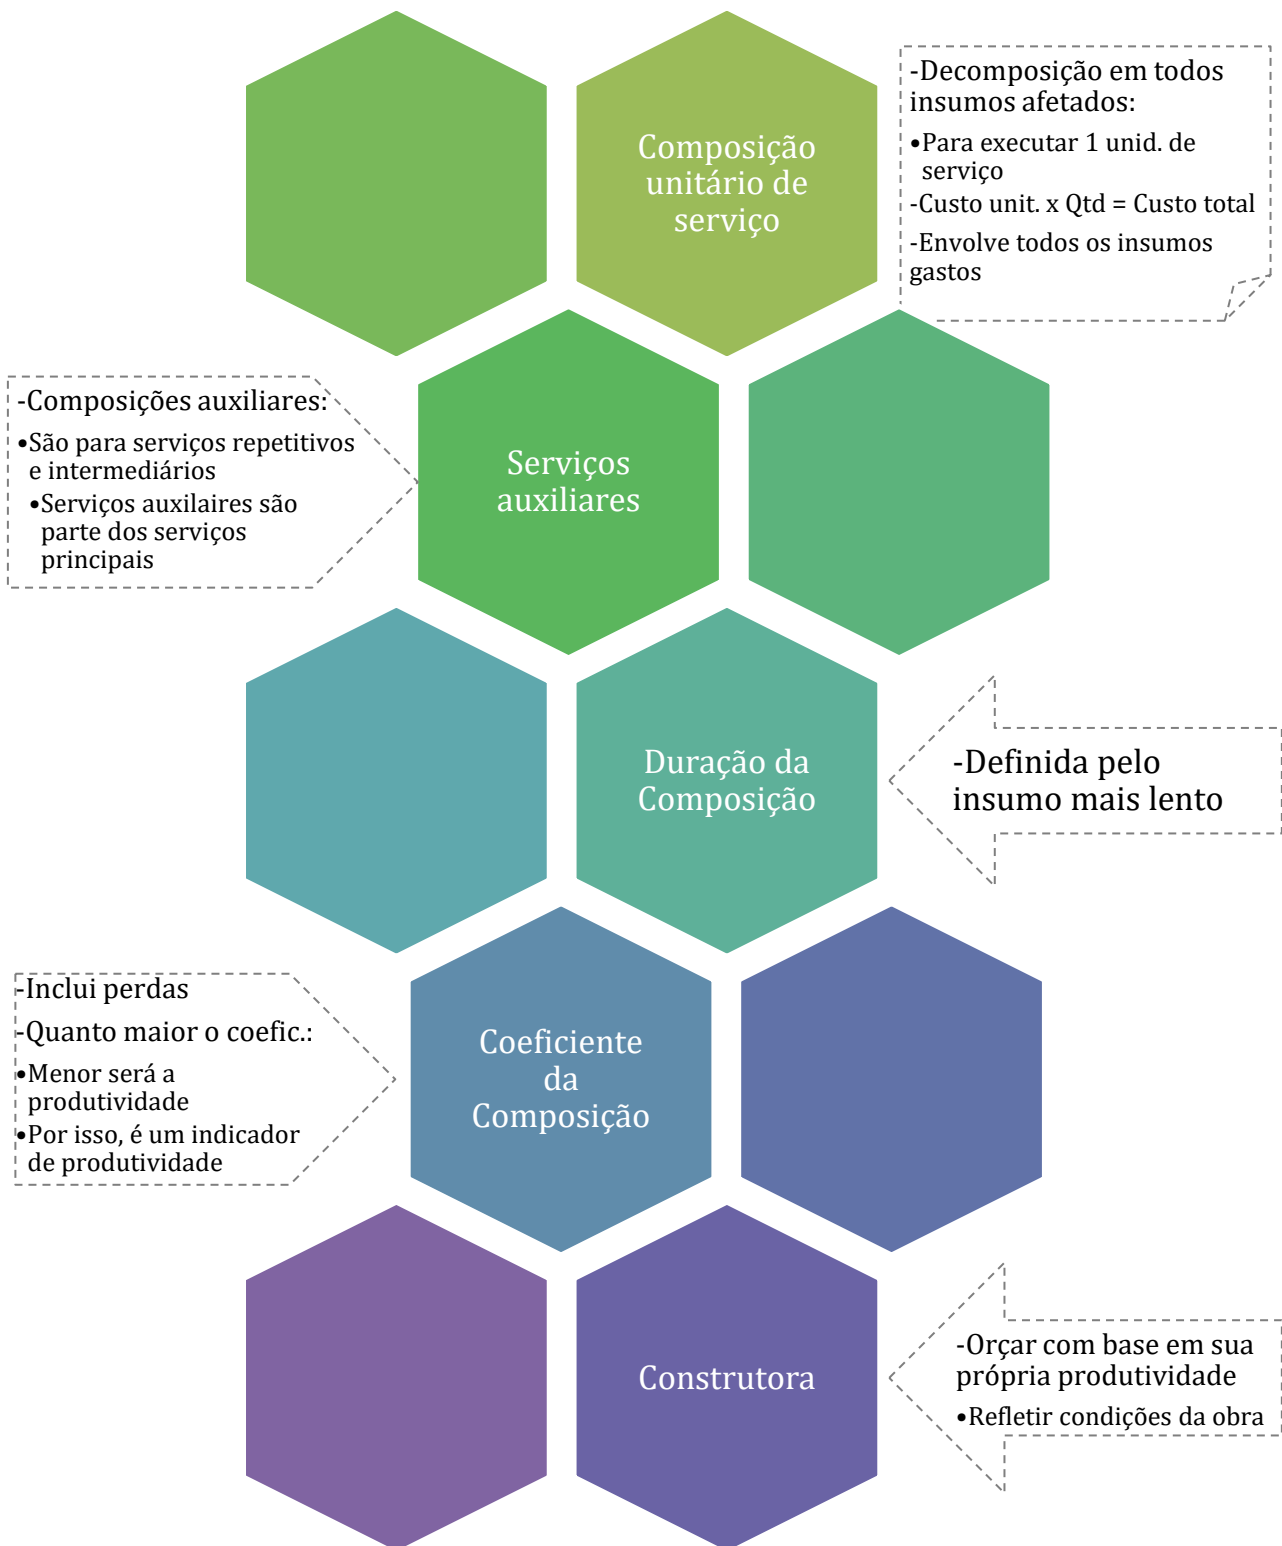 Composição
unitário de
serviço
-Decomposição em todos
insumos afetados:
•Para executar 1 unid. de
serviço
-Custo unit. x Qtd = Custo total
-Envolve todos os insumos
gastos
-Composições auxiliares:
•São para serviços repetitivos
e intermediários
•Serviços auxilaires são
parte dos serviços
principais
Serviços
auxiliares
Duração da
Composição
-Definida pelo
insumo mais lento
-Inclui perdas
-Quanto maior o coefic.:
•Menor será a
produtividade
•Por isso, é um indicador
de produtividade
Coeficiente
da
Composição
Construtora
-Orçar com base em sua
própria produtividade
•Refletir condições da obra